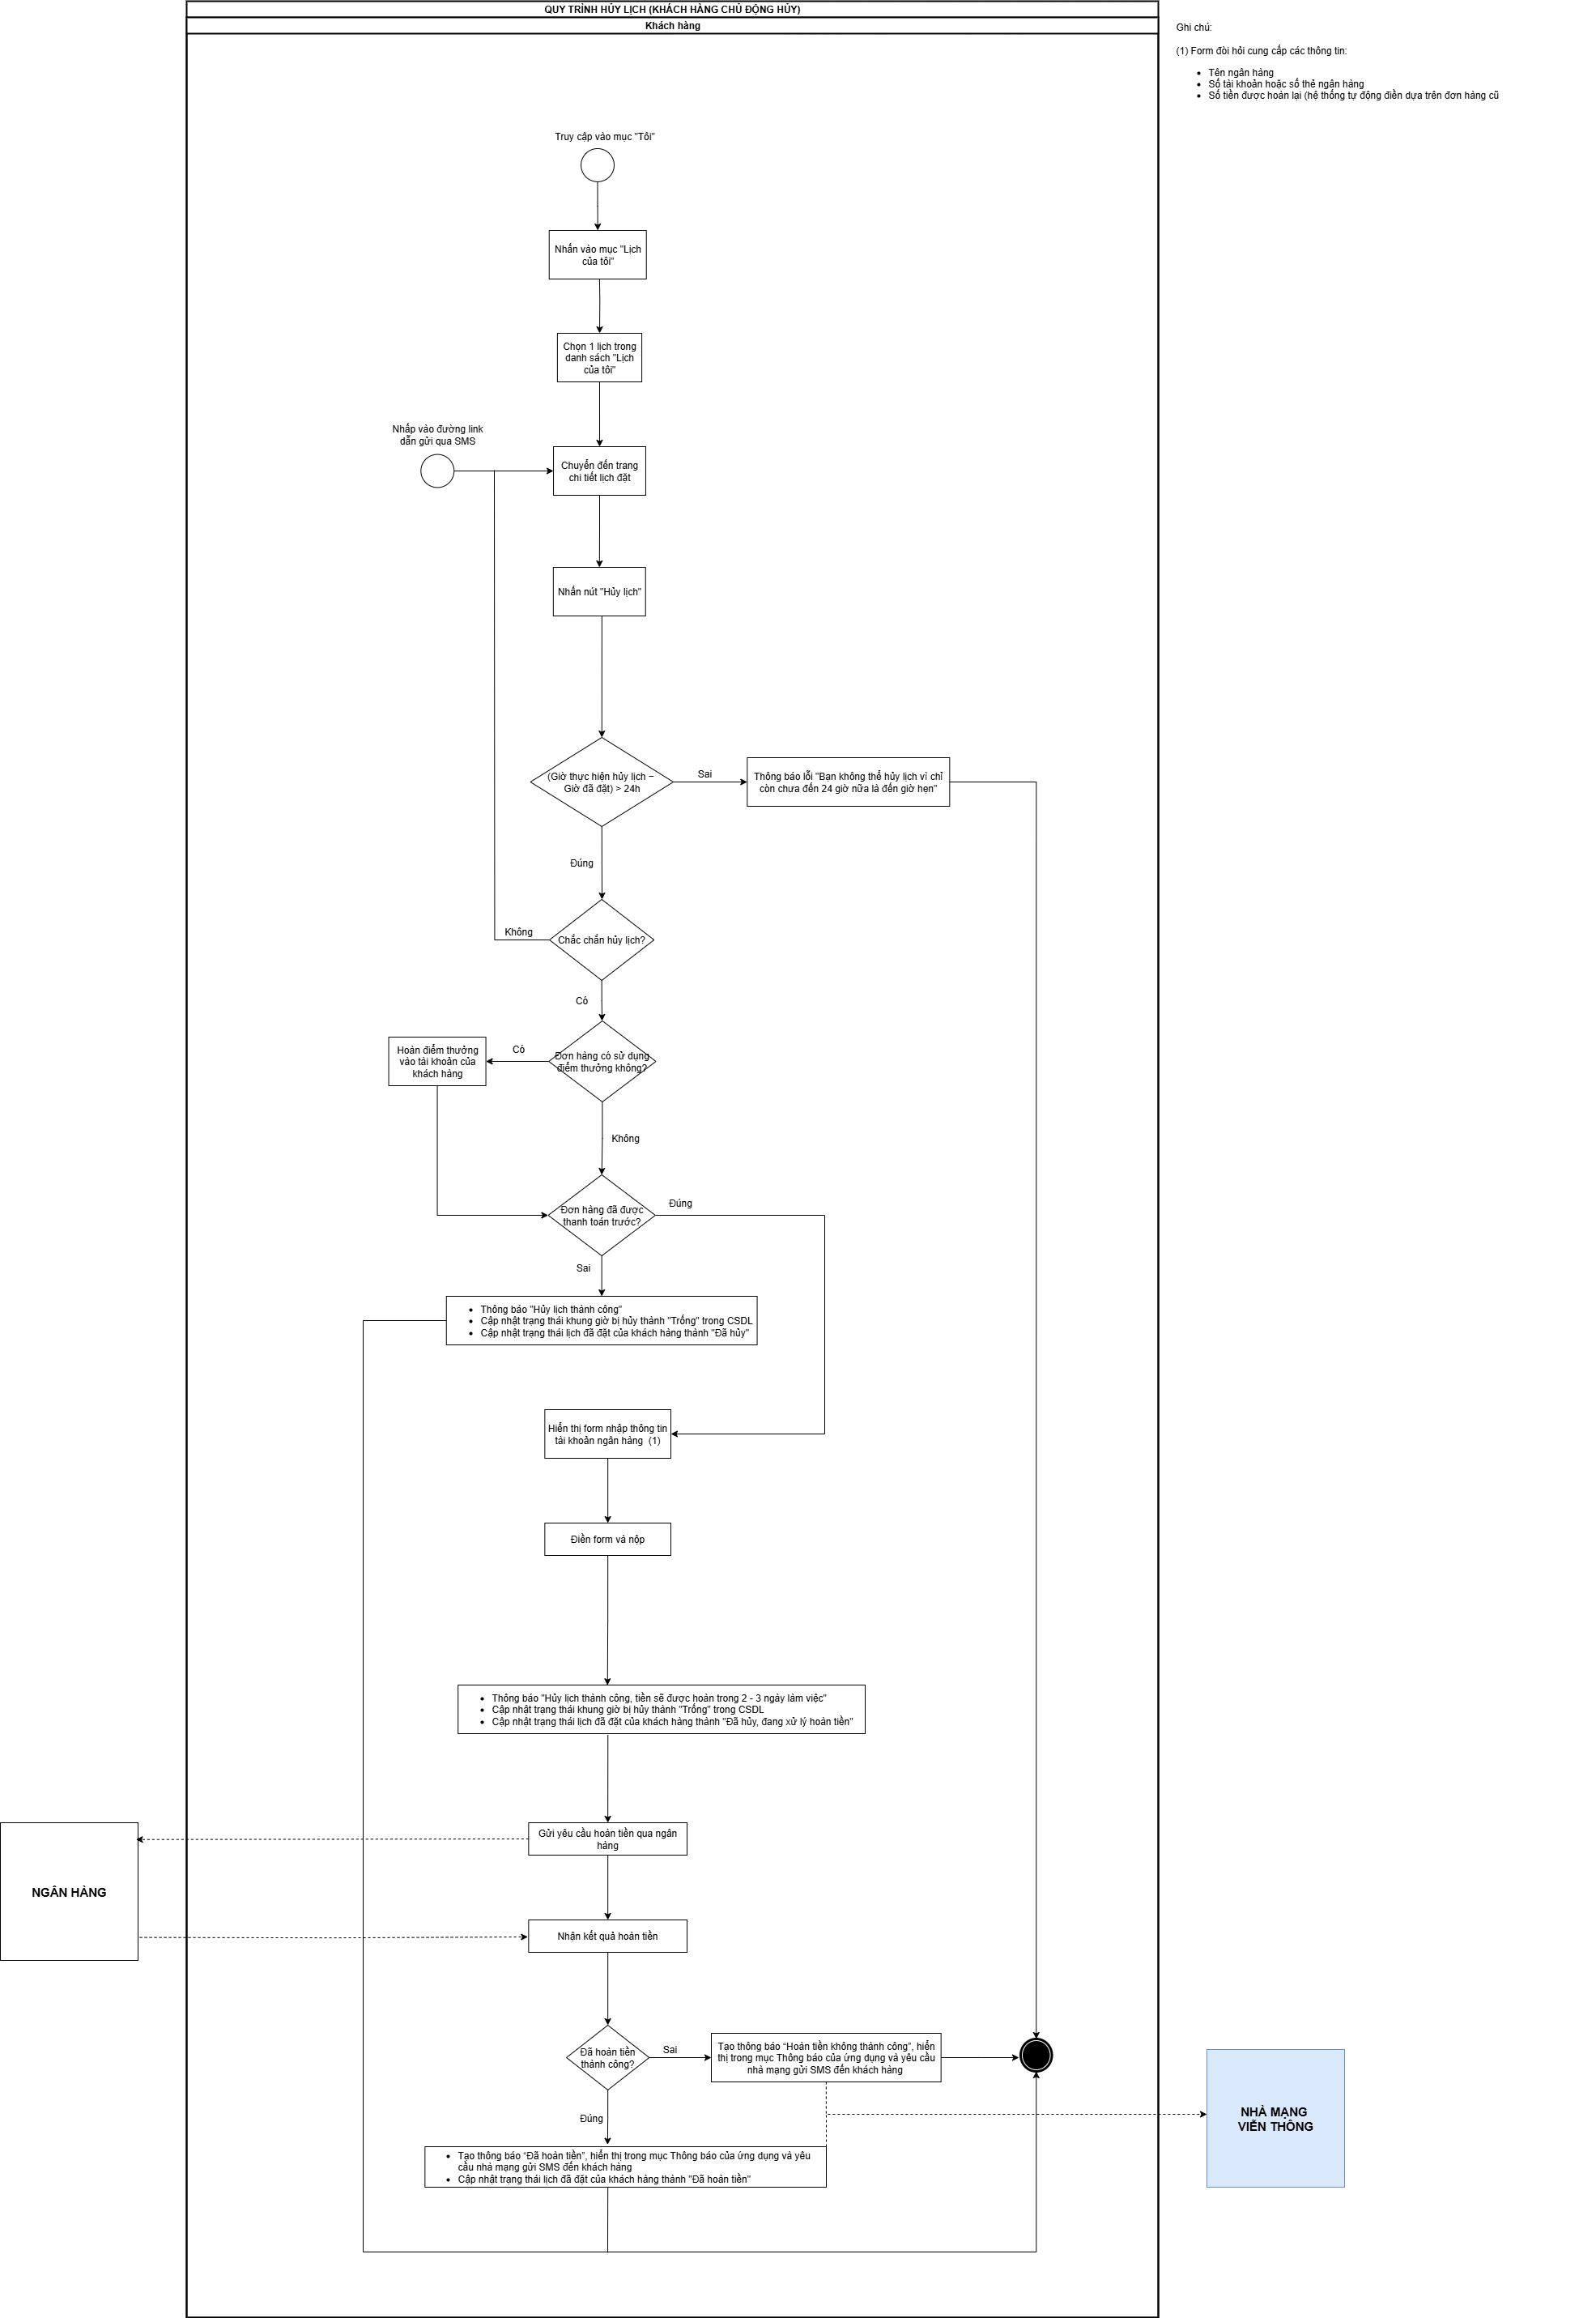 QUY TRÌNH HỦY LỊCH (KHÁCH HÀNG CHỦ ĐỘNG HỦY)
Khách hàng
Ghi chú:
(1) Form đòi hỏi cung cấp các thông tin:
Tên ngân hàng
Số tài khoản hoặc số thẻ ngân hàng
Số tiền được hoàn lại (hệ thống tự động điền dựa trên đơn hàng cũ
Truy cập vào mục "Tôi"
Nhấn vào mục "Lịch
của tôi"
Chọn 1 lịch trong
danh sách "Lịch
của tôi"
Nhấp vào đường link
dẫn gửi qua SMS
Chuyển đến trang
chi tiết lịch đặt
Nhấn nút "Hủy lịch"
(Giờ thực hiện hủy lịch –
Giờ đã đặt) > 24h
Sai
Thông báo lỗi "Bạn không thể hủy lịch vì chỉ
còn chưa đến 24 giờ nữa là đến giờ hẹn"
Đúng
Không
Chắc chắn hủy lịch?
Có
Hoàn điểm thưởng
vào tài khoản của
khách hàng
Có
Đơn hàng có sử dụng
điểm thưởng không?
Không
Đơn hàng đã được
thanh toán trước?
Đúng
Sai
Thông báo "Hủy lịch thành công"
Cập nhật trạng thái khung giờ bị hủy thành "Trống" trong CSDL
Cập nhật trạng thái lịch đã đặt của khách hàng thành "Đã hủy"
Hiển thị form nhập thông tin
tài khoản ngân hàng (1)
Điền form và nộp
Thông báo "Hủy lịch thành công, tiền sẽ được hoàn trong 2 - 3 ngày làm việc"
Cập nhật trạng thái khung giờ bị hủy thành "Trống" trong CSDL
Cập nhật trạng thái lịch đã đặt của khách hàng thành "Đã hủy, đang xử lý hoàn tiền"
Gửi yêu cầu hoàn tiền qua ngân
hàng
NGÂN HÀNG
Nhận kết quả hoàn tiền
Đã hoàn tiền
thành công?
Sai
Tạo thông báo “Hoàn tiền không thành công”, hiển
thị trong mục Thông báo của ứng dụng và yêu cầu
nhà mạng gửi SMS đến khách hàng
Đúng
NHÀ MẠNG
VIỄN THÔNG
Tạo thông báo “Đã hoàn tiền”, hiển thị trong mục Thông báo của ứng dụng và yêu
cầu nhà mạng gửi SMS đến khách hàng
Cập nhật trạng thái lịch đã đặt của khách hàng thành "Đã hoàn tiền"